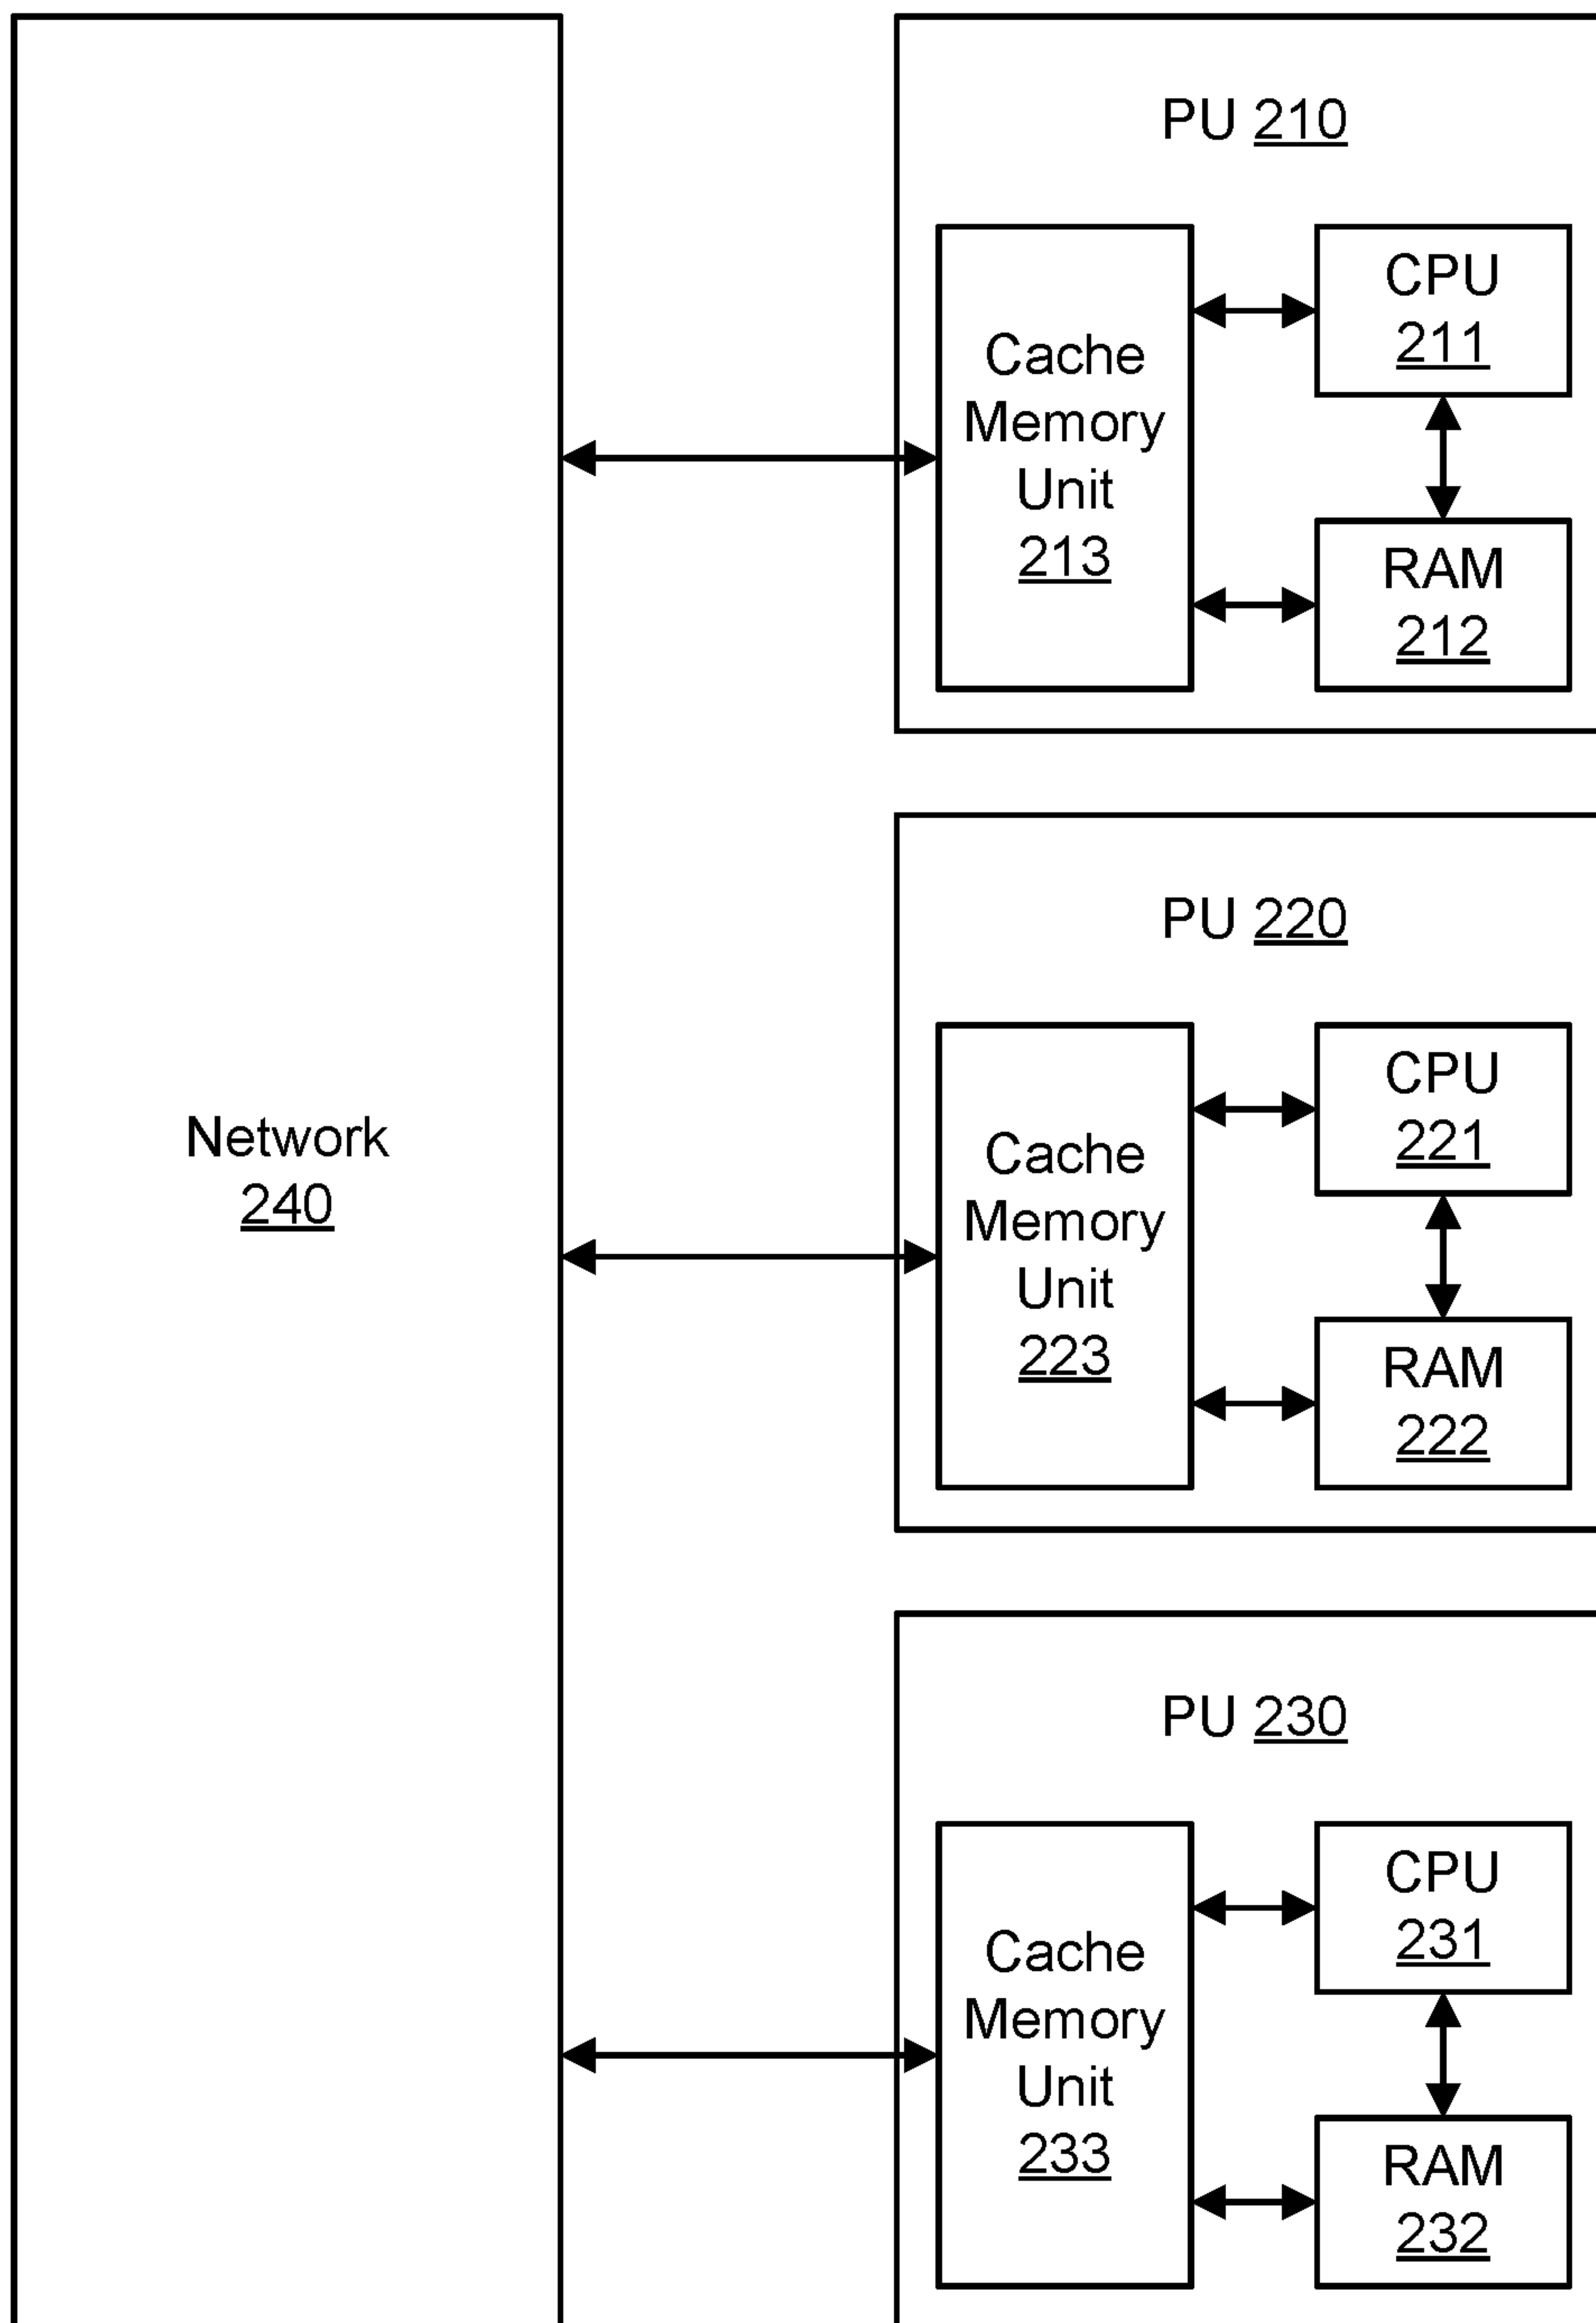 Network
240
PU 210
Cache
Memory
Unit
213
CPU
211
RAM
212
PU 220
Cache
Memory
Unit
223
CPU
221
RAM
222
PU 230
Cache
Memory
Unit
233
CPU
231
RAM
232